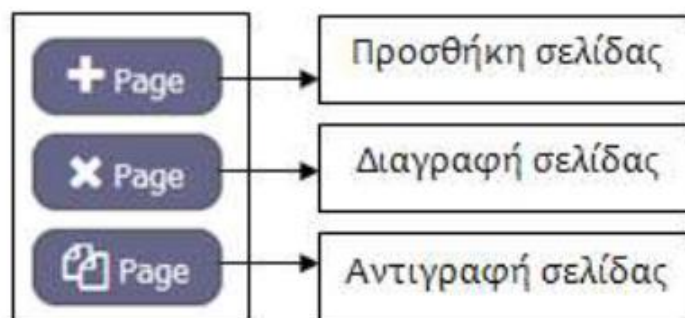 Page
Προσθήκη σελίδας
Page
Διαγραφή σελίδας
Page
Αντιγραφή σελίδας